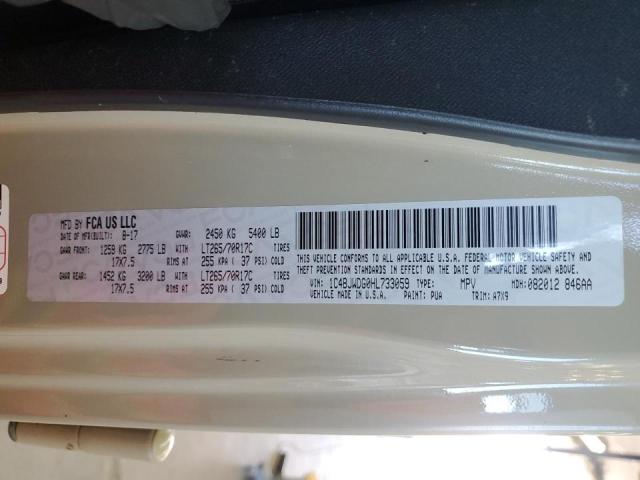 MFD BY FCA US LLC
DATE OF MFR(BUILT): 8-17 GVWR: 2450 KG 5400 LB
GAWR FRONT: 1259 KG 2775 LB WITH LT265/70R17C TIRES
17X7.5 RIMS AT 255 KPA ( 37 PSI) COLD
GAWR REAR: 1452 KG 3200 LB WITH LT265/70R17C TIRES
17X7.5 RIMS AT 255 KPA ( 37 PSI) COLD
THIS VEHICLE CONFORMS TO ALL APPLICABLE U.S.A. FEDERAL MOTOR VEHICLE SAFETY AND
THEFT PREVENTION STANDARDS IN EFFECT ON THE DATE OF MANUFACTURE SHOWN ABOVE.
VIN: 1C4BJWDG0HL733059 TYPE: MPV MDH: 082012 846AA
VEHICLE MADE IN U.S.A. PAINT: PUA TRIM: A7X9